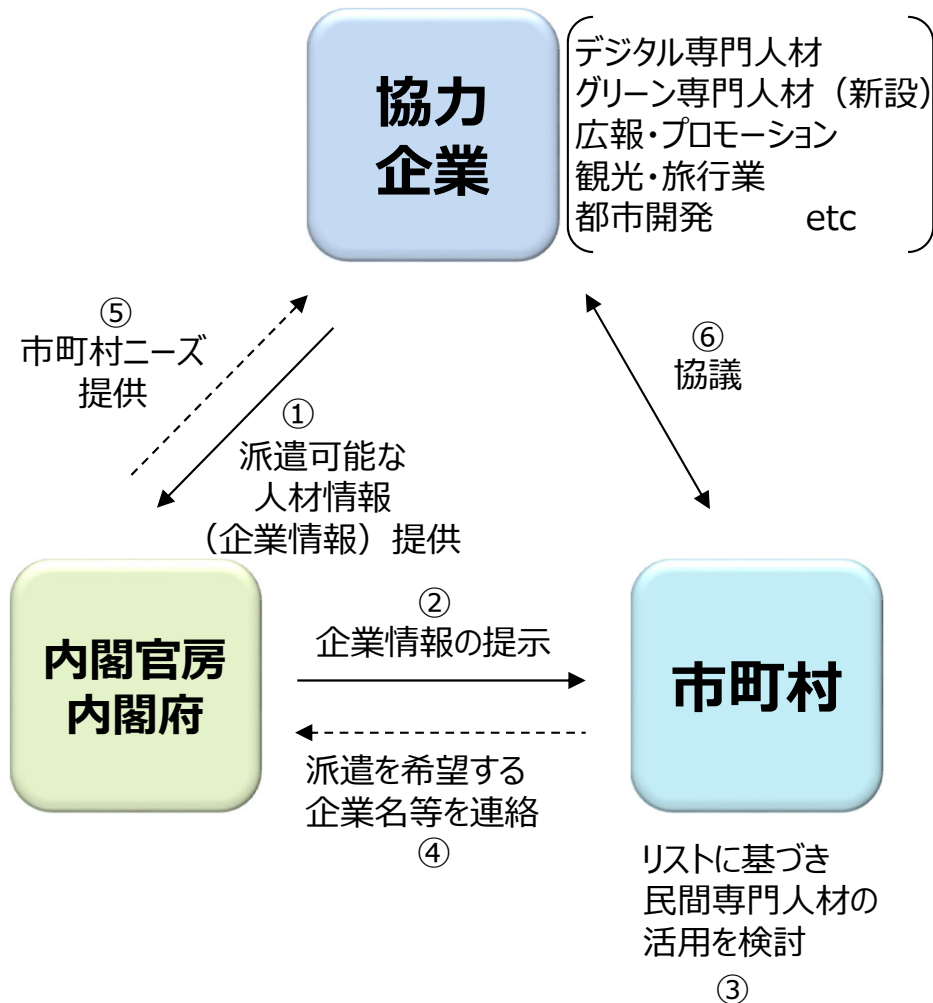 協力
企業
デジタル専門人材
グリーン専門人材（新設）
広報・プロモーション
観光・旅行業
都市開発 etc
⑤
市町村ニーズ
提供
①
派遣可能な
人材情報
（企業情報）提供
⑥
協議
内閣官房
内閣府
②
企業情報の提示
派遣を希望する
企業名等を連絡
④
市町村
リストに基づき
民間専門人材の
活用を検討
③